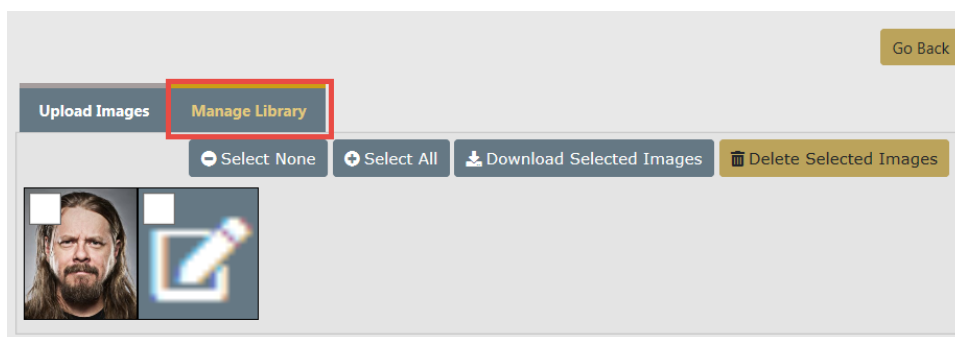 Go Back
Upload Images Manage Library
Select None Select All Download Selected Images Delete Selected Images